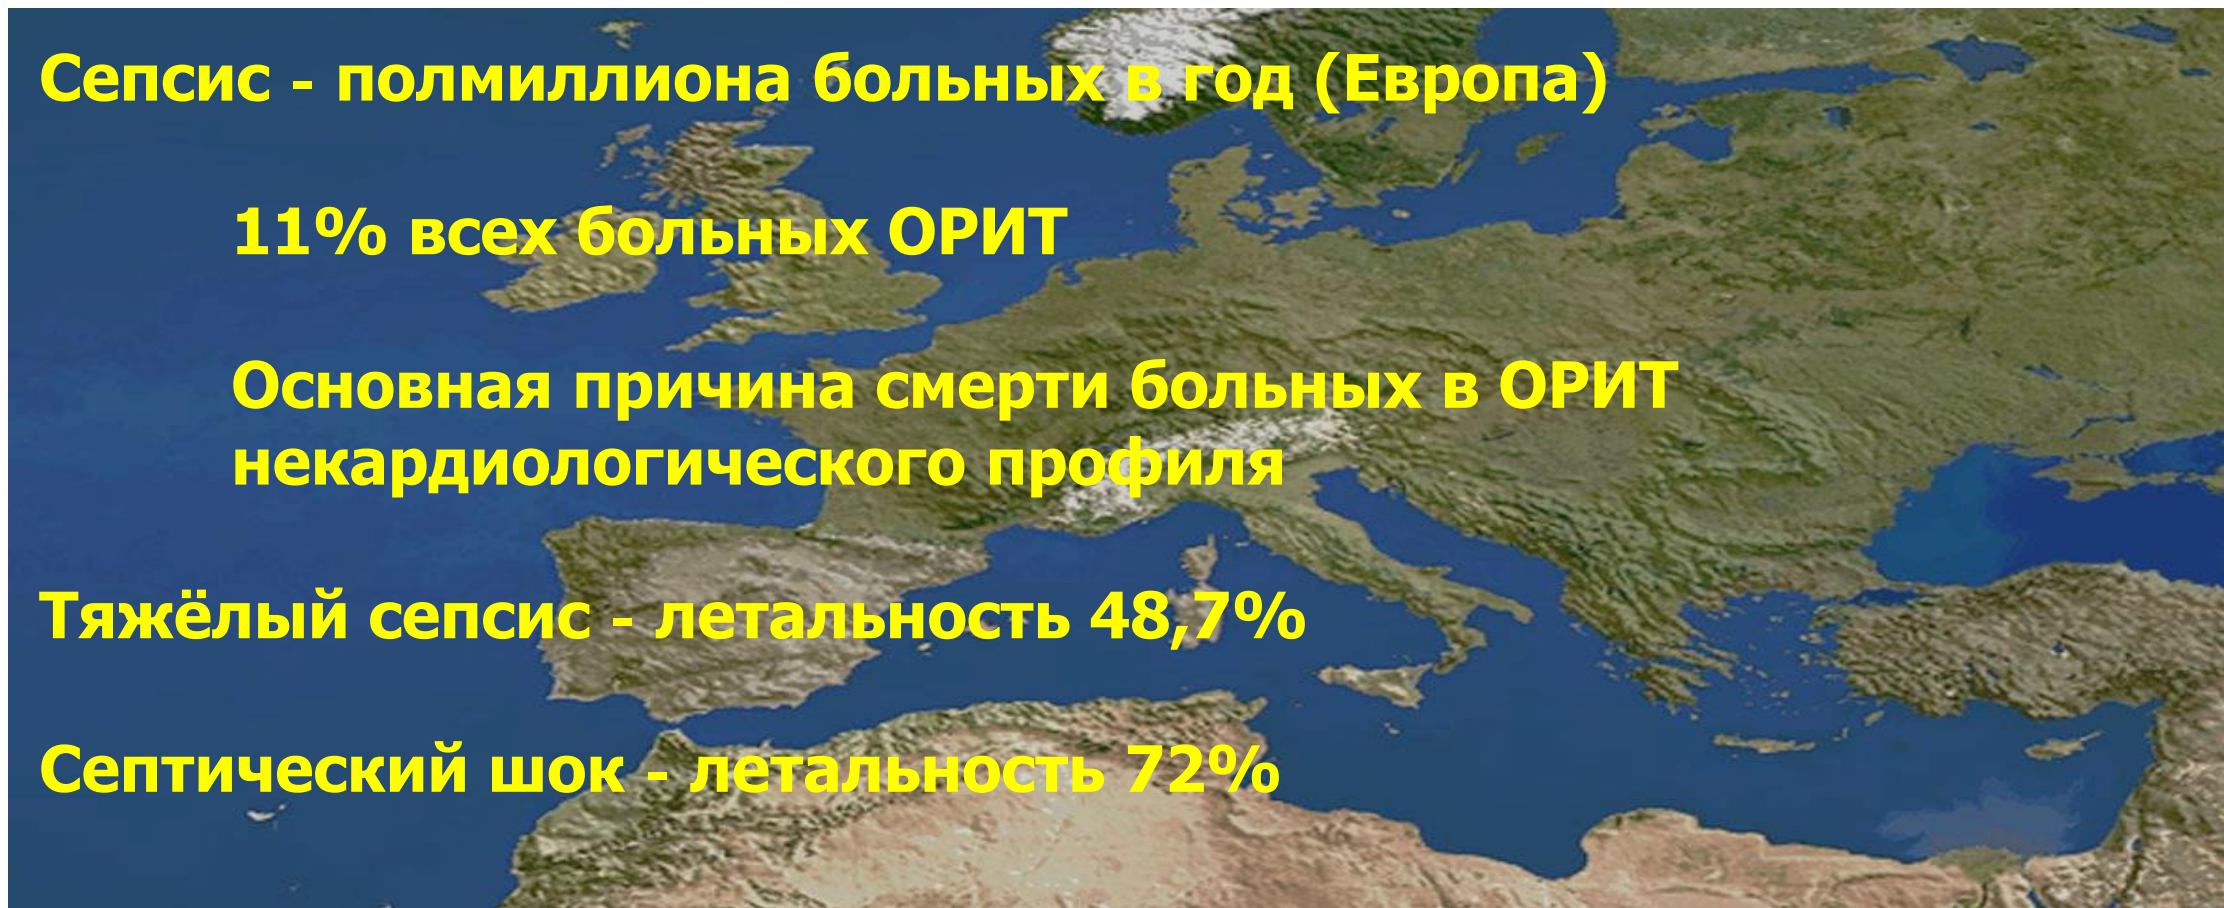 Сепсис - полмиллиона больных в год (Европа)
11% всех больных ОРИТ
Основная причина смерти больных в ОРИТ
некардиологического профиля
Тяжёлый сепсис - летальность 48,7%
Септический шок - летальность 72%